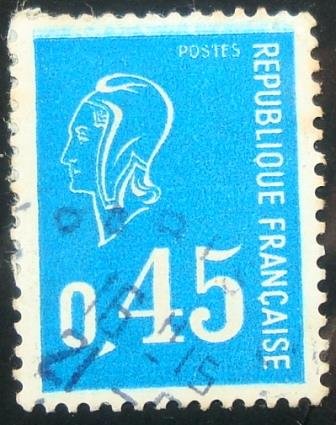 POSTES
REPUBLIQUE FRANÇAISE
0,45